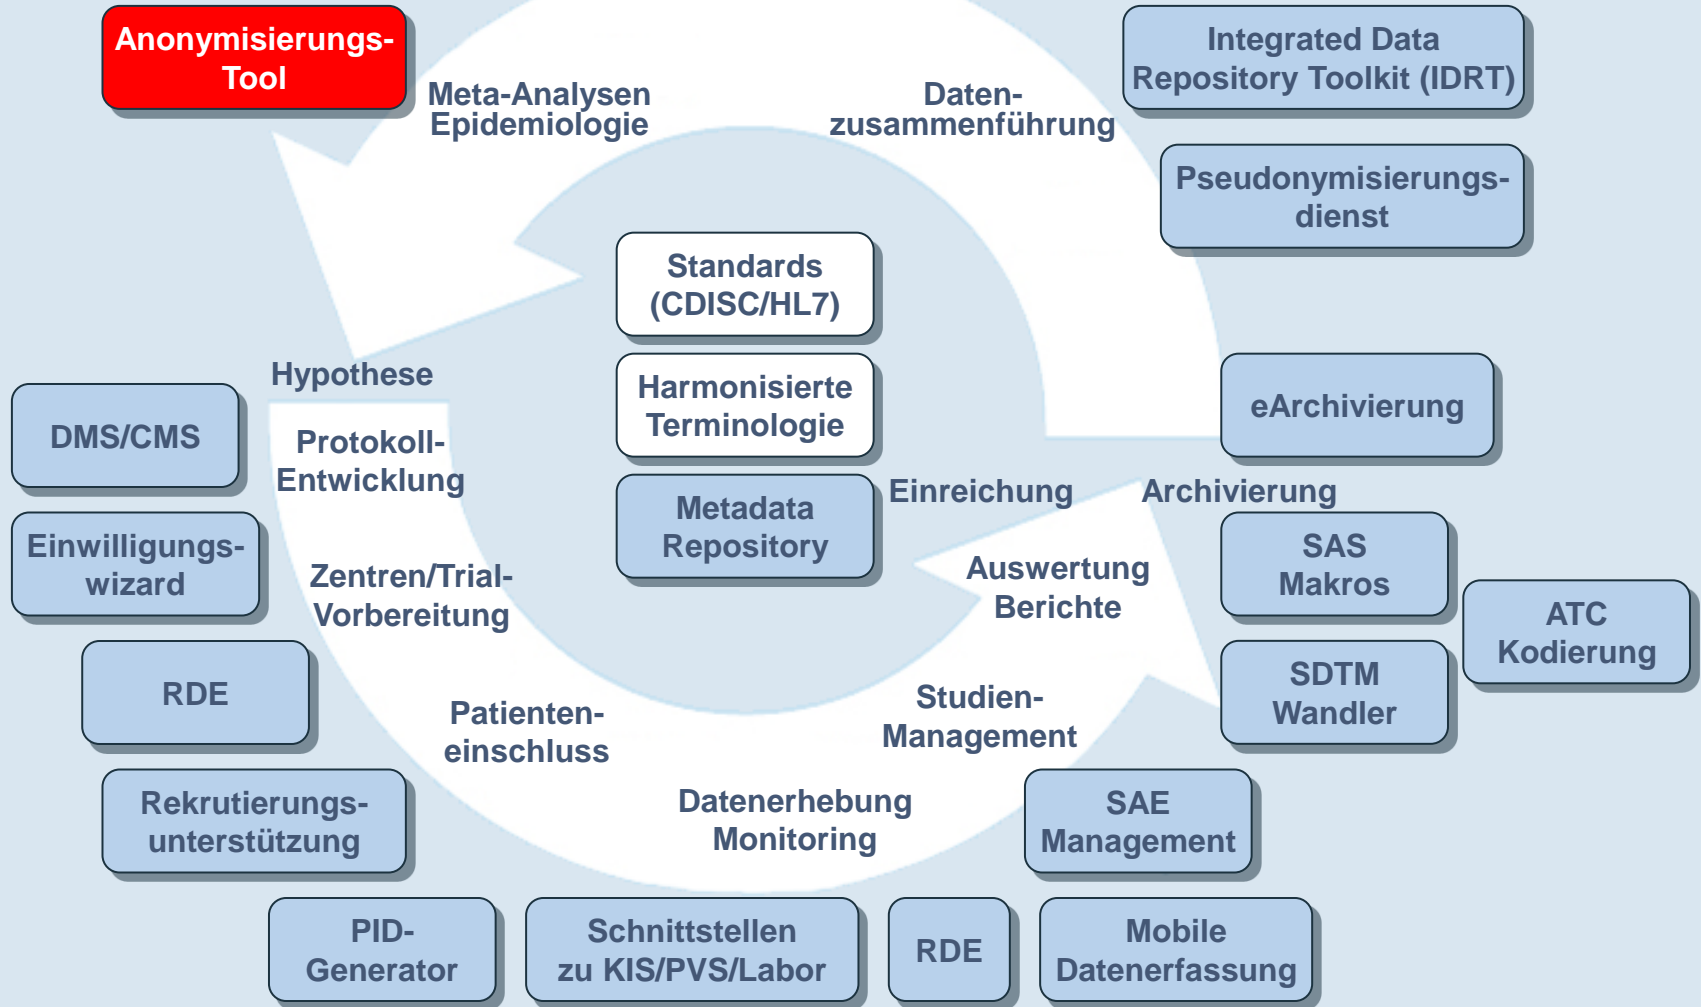 Anonymisierungs-
Tool
Meta-Analysen
Epidemiologie
Daten-
zusammenführung
Integrated Data
Repository Toolkit (IDRT)
Pseudonymisierungs-
dienst
Standards
(CDISC/HL7)
Harmonisierte
Terminologie
Metadata
Repository
Hypothese
eArchivierung
DMS/CMS
Protokoll-
Entwicklung
Einreichung
Archivierung
Einwilligungs-
wizard
Zentren/Trial-
Vorbereitung
Auswertung
Berichte
SAS
Makros
ATC
Kodierung
RDE
Patienten-
einschluss
Studien-
Management
SDTM
Wandler
Rekrutierungs-
unterstützung
Datenerhebung
Monitoring
SAE
Management
PID-
Generator
Schnittstellen
zu KIS/PVS/Labor
RDE
Mobile
Datenerfassung